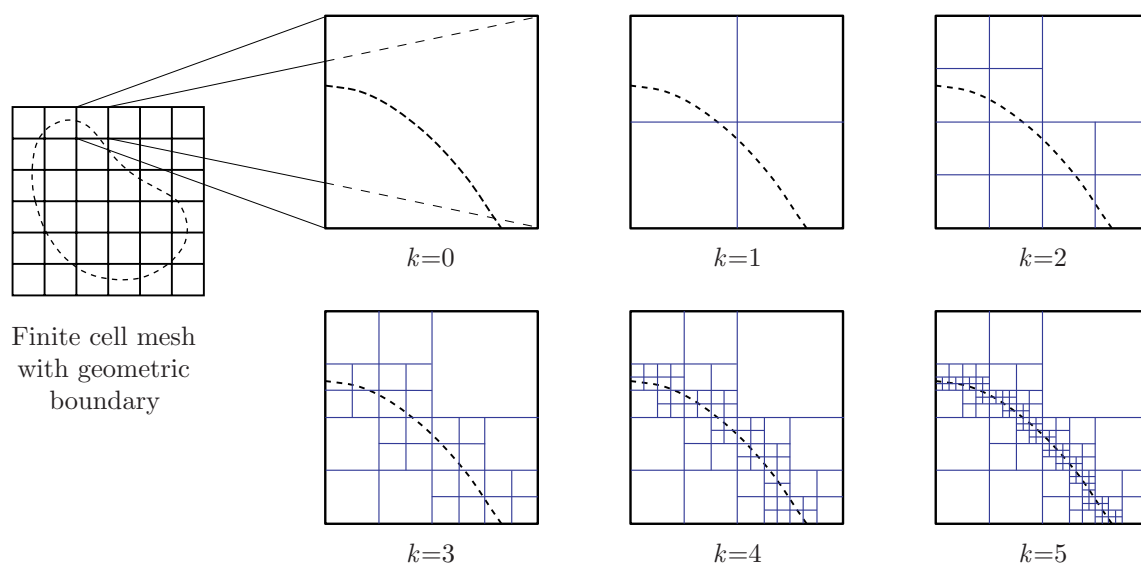 k=0
k=1
k=2
Finite cell mesh
with geometric
boundary
k=3
k=4
k=5